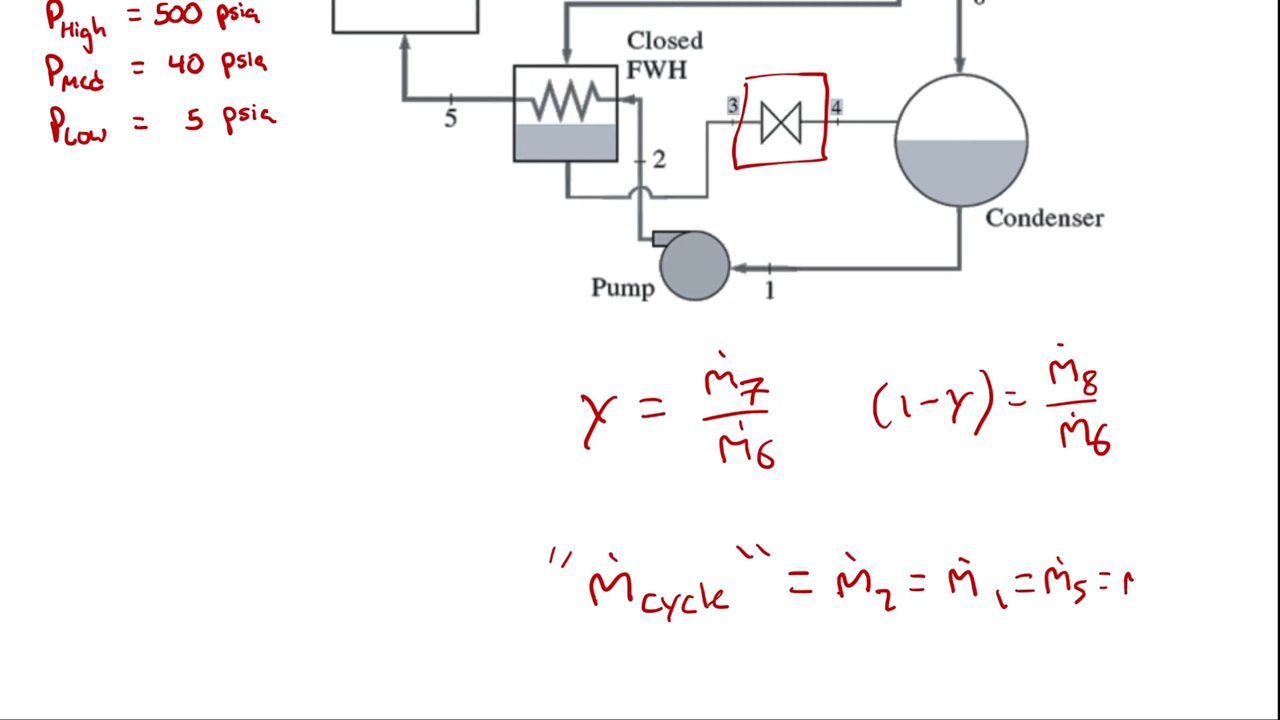 P_High = 500 psia
P_Med = 40 psia
P_Low = 5 psia
Closed
FWH
3
4
5
2
Condenser
Pump
1
y = ṁ7/ṁ6 (1-y) = ṁ8/ṁ6
"ṁcycle" = ṁ2 = ṁ1 = ṁ5 =